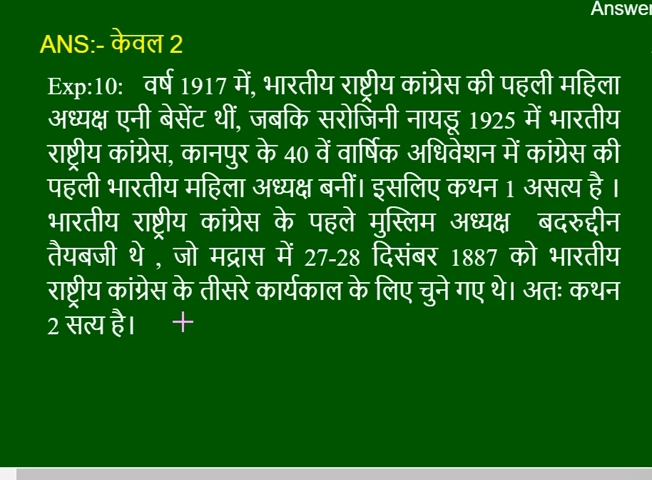 Answer
ANS:- केवल 2
Exp:10: वर्ष 1917 में, भारतीय राष्ट्रीय कांग्रेस की पहली महिला
अध्यक्ष एनी बेसेंट थीं, जबकि सरोजिनी नायडू 1925 में भारतीय
राष्ट्रीय कांग्रेस, कानपुर के 40 वें वार्षिक अधिवेशन में कांग्रेस की
पहली भारतीय महिला अध्यक्ष बनीं। इसलिए कथन 1 असत्य है ।
भारतीय राष्ट्रीय कांग्रेस के पहले मुस्लिम अध्यक्ष बदरुद्दीन
तैयबजी थे , जो मद्रास में 27-28 दिसंबर 1887 को भारतीय
राष्ट्रीय कांग्रेस के तीसरे कार्यकाल के लिए चुने गए थे। अतः कथन
2 सत्य है।